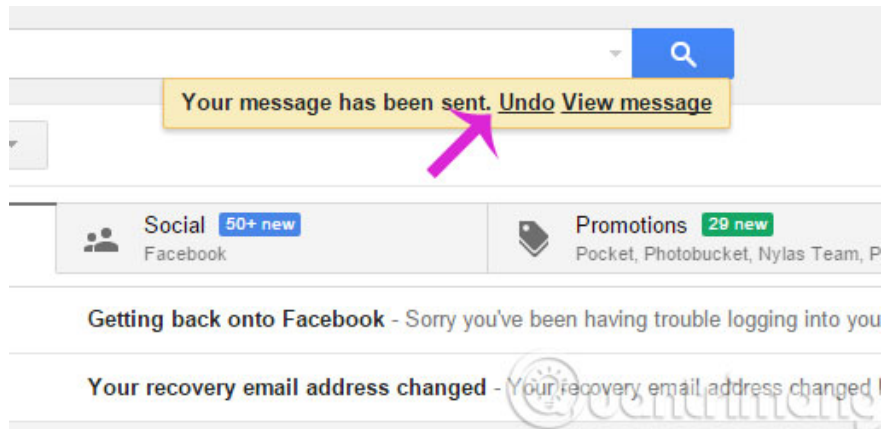 Your message has been sent. Undo View message
Social 50+ new
Facebook
Promotions 29 new
Pocket, Photobucket, Nylas Team, P
Getting back onto Facebook - Sorry you've been having trouble logging into you
Your recovery email address changed - Your recovery email address changed
Quantrimang